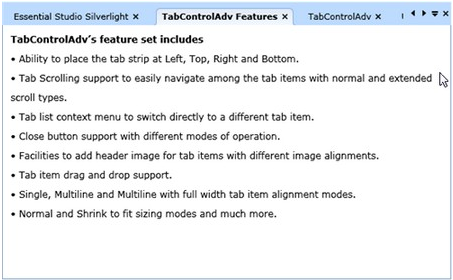 Essential Studio Silverlight TabControlAdv Features TabControlAdv
TabControlAdv's feature set includes
• Ability to place the tab strip at Left, Top, Right and Bottom.
• Tab Scrolling support to easily navigate among the tab items with normal and extended
scroll types.
• Tab list context menu to switch directly to a different tab item.
• Close button support with different modes of operation.
• Facilities to add header image for tab items with different image alignments.
• Tab item drag and drop support.
• Single, Multiline and Multiline with full width tab item alignment modes.
• Normal and Shrink to fit sizing modes and much more.